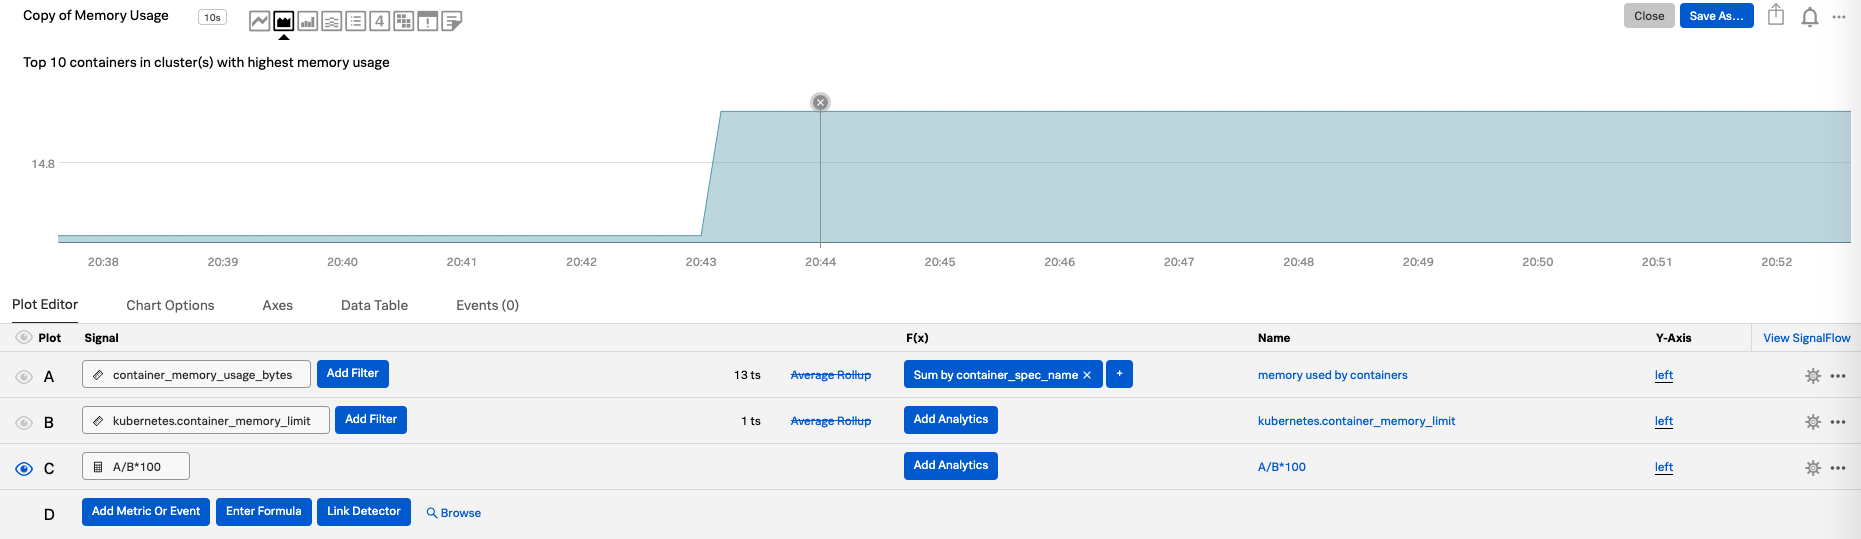 Copy of Memory Usage 10s 4 Close Save As...
Top 10 containers in cluster(s) with highest memory usage
14.8
20:38 20:39 20:40 20:41 20:42 20:43 20:44 20:45 20:46 20:47 20:48 20:49 20:50 20:51 20:52
Plot Editor Chart Options Axes Data Table Events (0)
Plot Signal F(x) Name Y-Axis View SignalFlow
A container_memory_usage_bytes Add Filter 13 ts Average Rollup Sum by container_spec_name × + memory used by containers left
B kubernetes.container_memory_limit Add Filter 1 ts Average Rollup Add Analytics kubernetes.container_memory_limit left
C A/B*100 Add Analytics A/B*100 left
D Add Metric Or Event Enter Formula Link Detector Browse